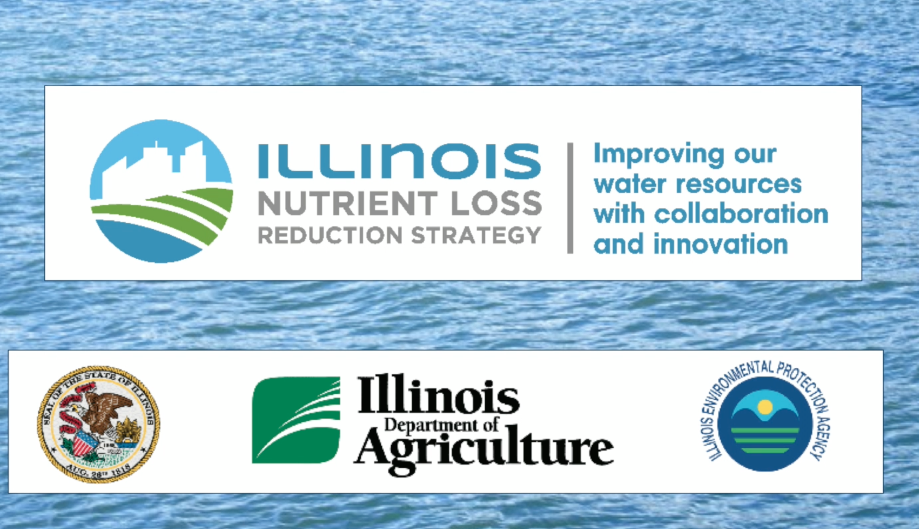 ILLINOIS
NUTRIENT LOSS
REDUCTION STRATEGY
Improving our
water resources
with collaboration
and innovation
SEAL OF THE STATE OF ILLINOIS
AUG. 26TH 1818
Illinois
Department of
Agriculture
ILLINOIS ENVIRONMENTAL PROTECTION AGENCY